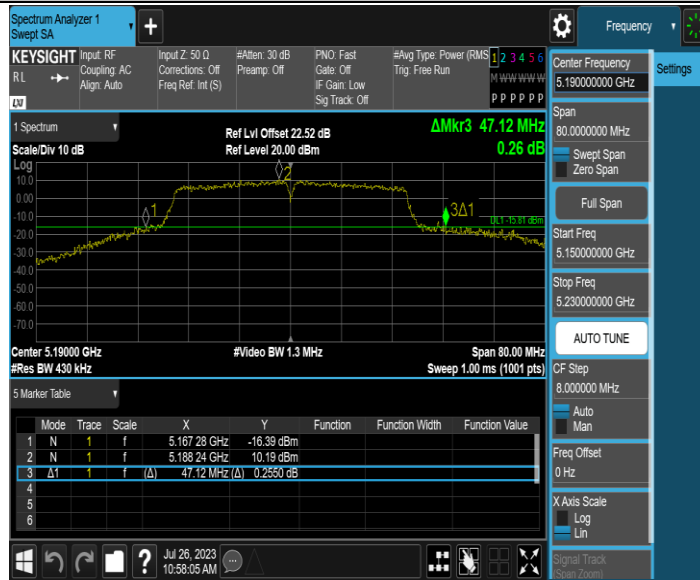 Spectrum Analyzer 1
Swept SA
+
Frequency
KEYSIGHT
RL
LXI
Input: RF
Coupling: AC
Align: Auto
Input Z: 50 Ω
Corrections: Off
Freq Ref: Int (S)
#Atten: 30 dB
Preamp: Off
PNO: Fast
Gate: Off
IF Gain: Low
Sig Track: Off
#Avg Type: Power (RMS
Trig: Free Run
1 2 3 4 5 6
M W W W W W
P P P P P P
Center Frequency
5.190000000 GHz
Settings
Span
80.0000000 MHz
Swept Span
Zero Span
Full Span
Start Freq
5.150000000 GHz
Stop Freq
5.230000000 GHz
AUTO TUNE
CF Step
8.000000 MHz
Auto
Man
Freq Offset
0 Hz
X Axis Scale
Log
Lin
Signal Track
(Span Zoom)
1 Spectrum
Scale/Div 10 dB
Ref Lvl Offset 22.52 dB
Ref Level 20.00 dBm
ΔMkr3 47.12 MHz
0.26 dB
Log
10.0
0.00
-10.0
-20.0
-30.0
-40.0
-50.0
-60.0
-70.0
1
2
3Δ1
DL1 -15.81 dBm
Center 5.19000 GHz
#Video BW 1.3 MHz
Span 80.00 MHz
#Res BW 430 kHz
Sweep 1.00 ms (1001 pts)
5 Marker Table
Mode Trace Scale X Y Function Function Width Function Value
1 N 1 f 5.167 28 GHz -16.39 dBm
2 N 1 f 5.188 24 GHz 10.19 dBm
3 Δ1 1 f (Δ) 47.12 MHz (Δ) 0.2550 dB
4
5
6
?
Jul 26, 2023
10:58:05 AM